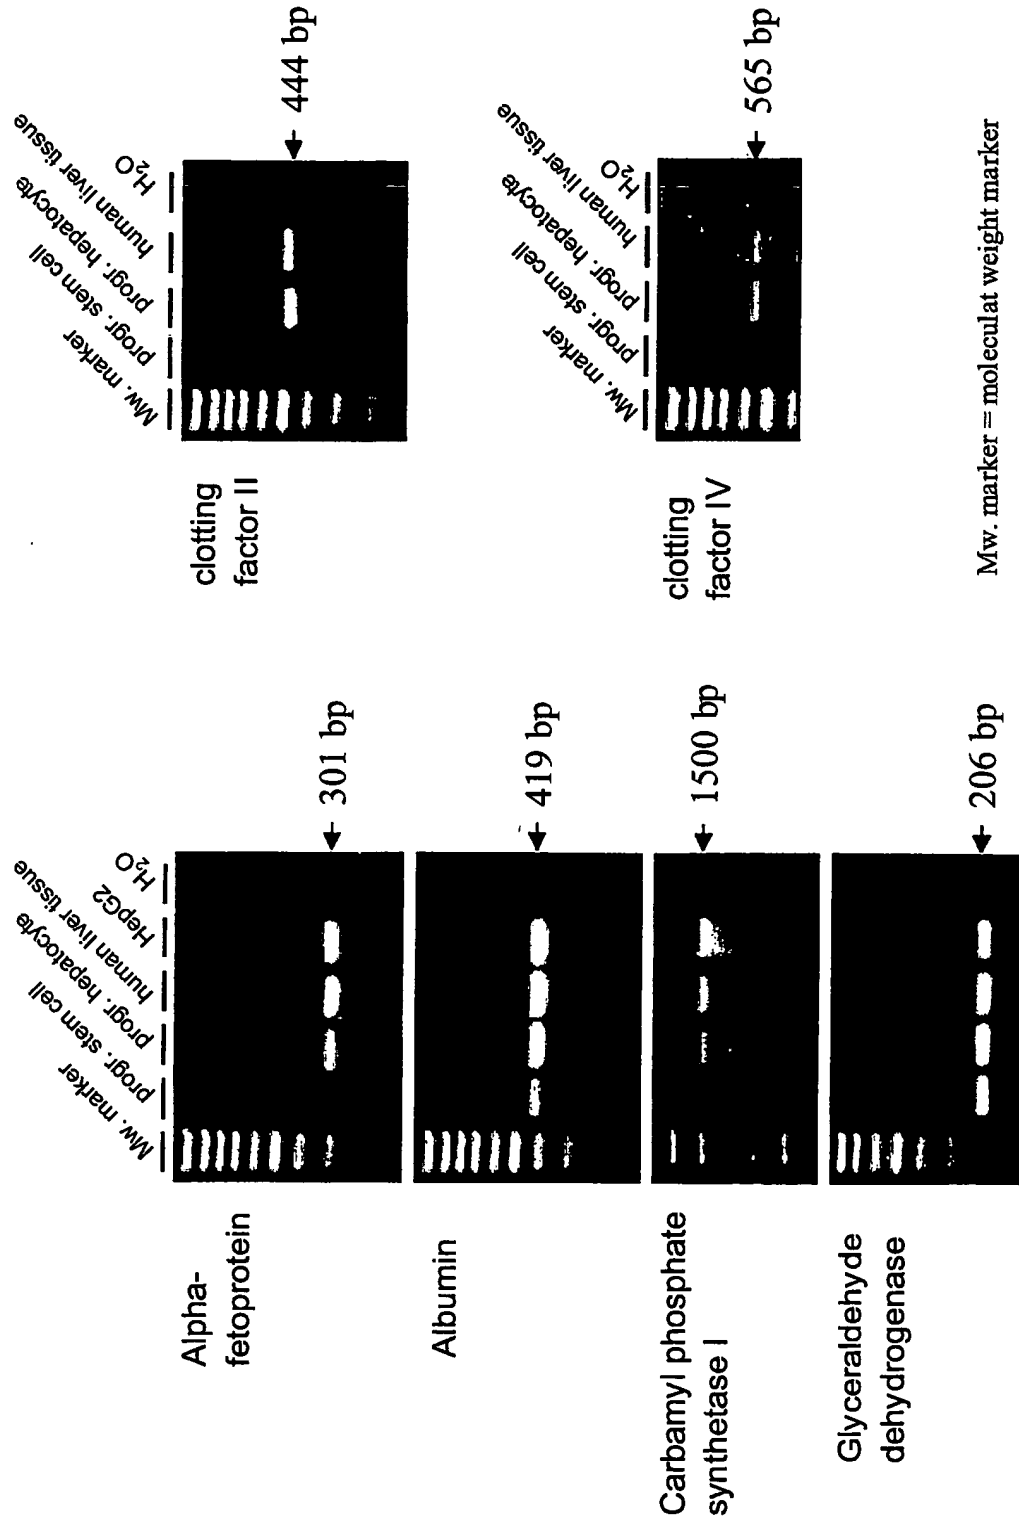 Mw. marker
progr. stem cell
progr. hepatocyte
human liver tissue
HepG2
H₂O
Alpha-
fetoprotein
301 bp
Albumin
419 bp
Carbamyl phosphate
synthetase I
1500 bp
Glyceraldehyde
dehydrogenase
206 bp
Mw. marker
progr. stem cell
progr. hepatocyte
human liver tissue
H₂O
clotting
factor II
444 bp
Mw. marker
progr. stem cell
progr. hepatocyte
human liver tissue
H₂O
clotting
factor IV
565 bp
Mw. marker = moleculat weight marker